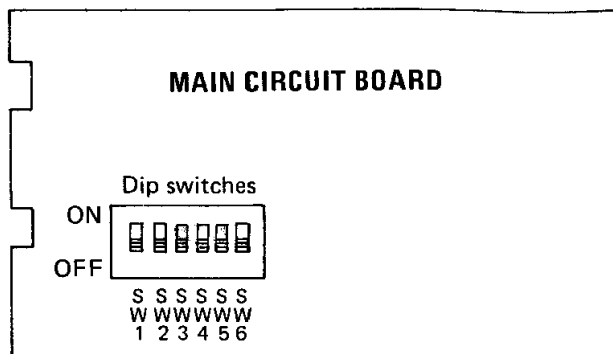 MAIN CIRCUIT BOARD
Dip switches
ON
OFF
S S S S S S
W W W W W W
1 2 3 4 5 6